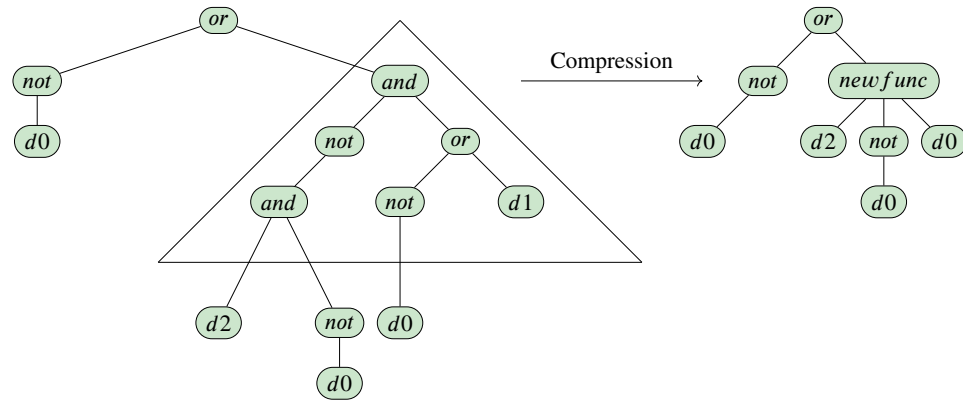 or
or
not
and
Compression
not
newfunc
d0
not
or
d0
d2
not
d0
and
not
d1
d0
d2
not
d0
d0